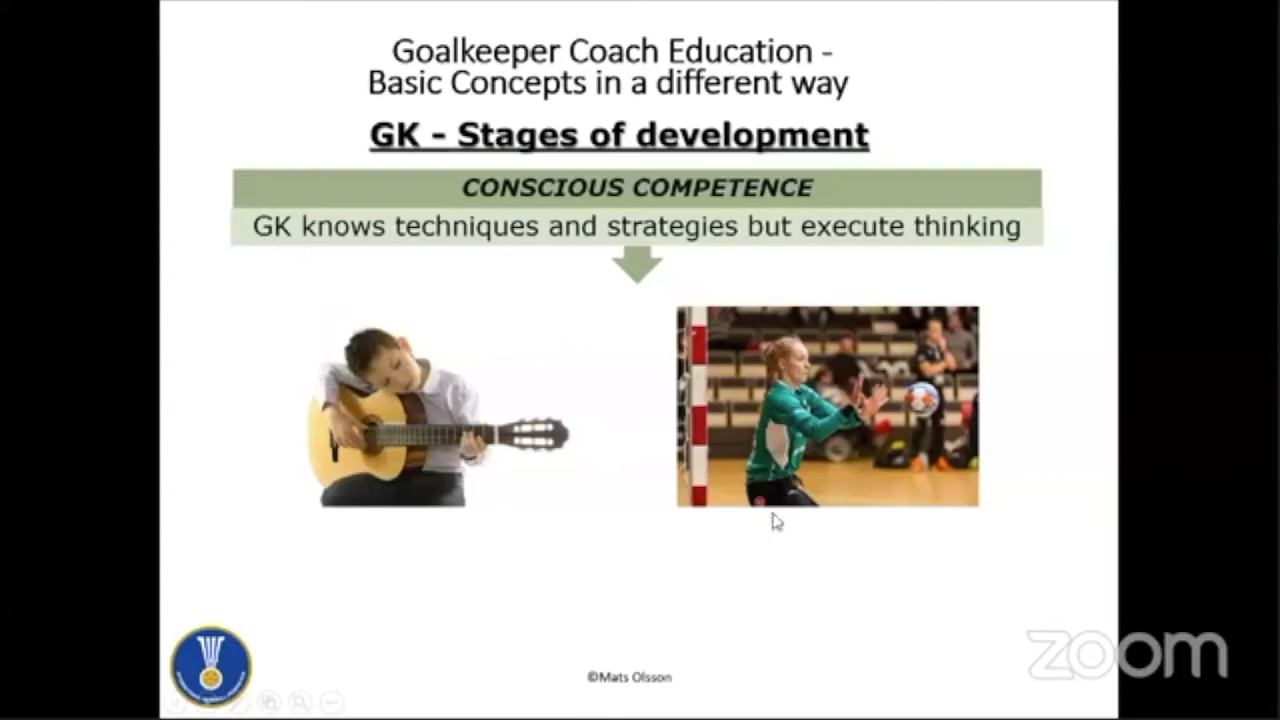 Goalkeeper Coach Education -
Basic Concepts in a different way
GK - Stages of development
CONSCIOUS COMPETENCE
GK knows techniques and strategies but execute thinking
©Mats Olsson
zoom